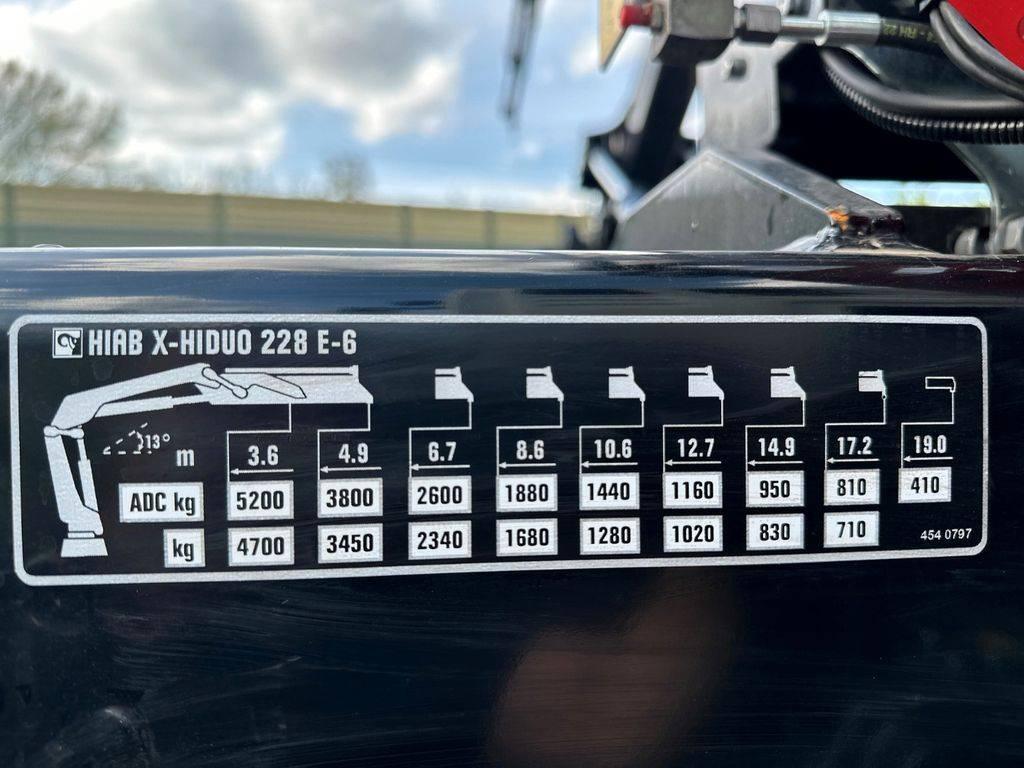 HIAB X-HIDUO 228 E-6
13°
m 3.6 4.9 6.7 8.6 10.6 12.7 14.9 17.2 19.0
ADC kg 5200 3800 2600 1880 1440 1160 950 810 410
kg 4700 3450 2340 1680 1280 1020 830 710
454 0797